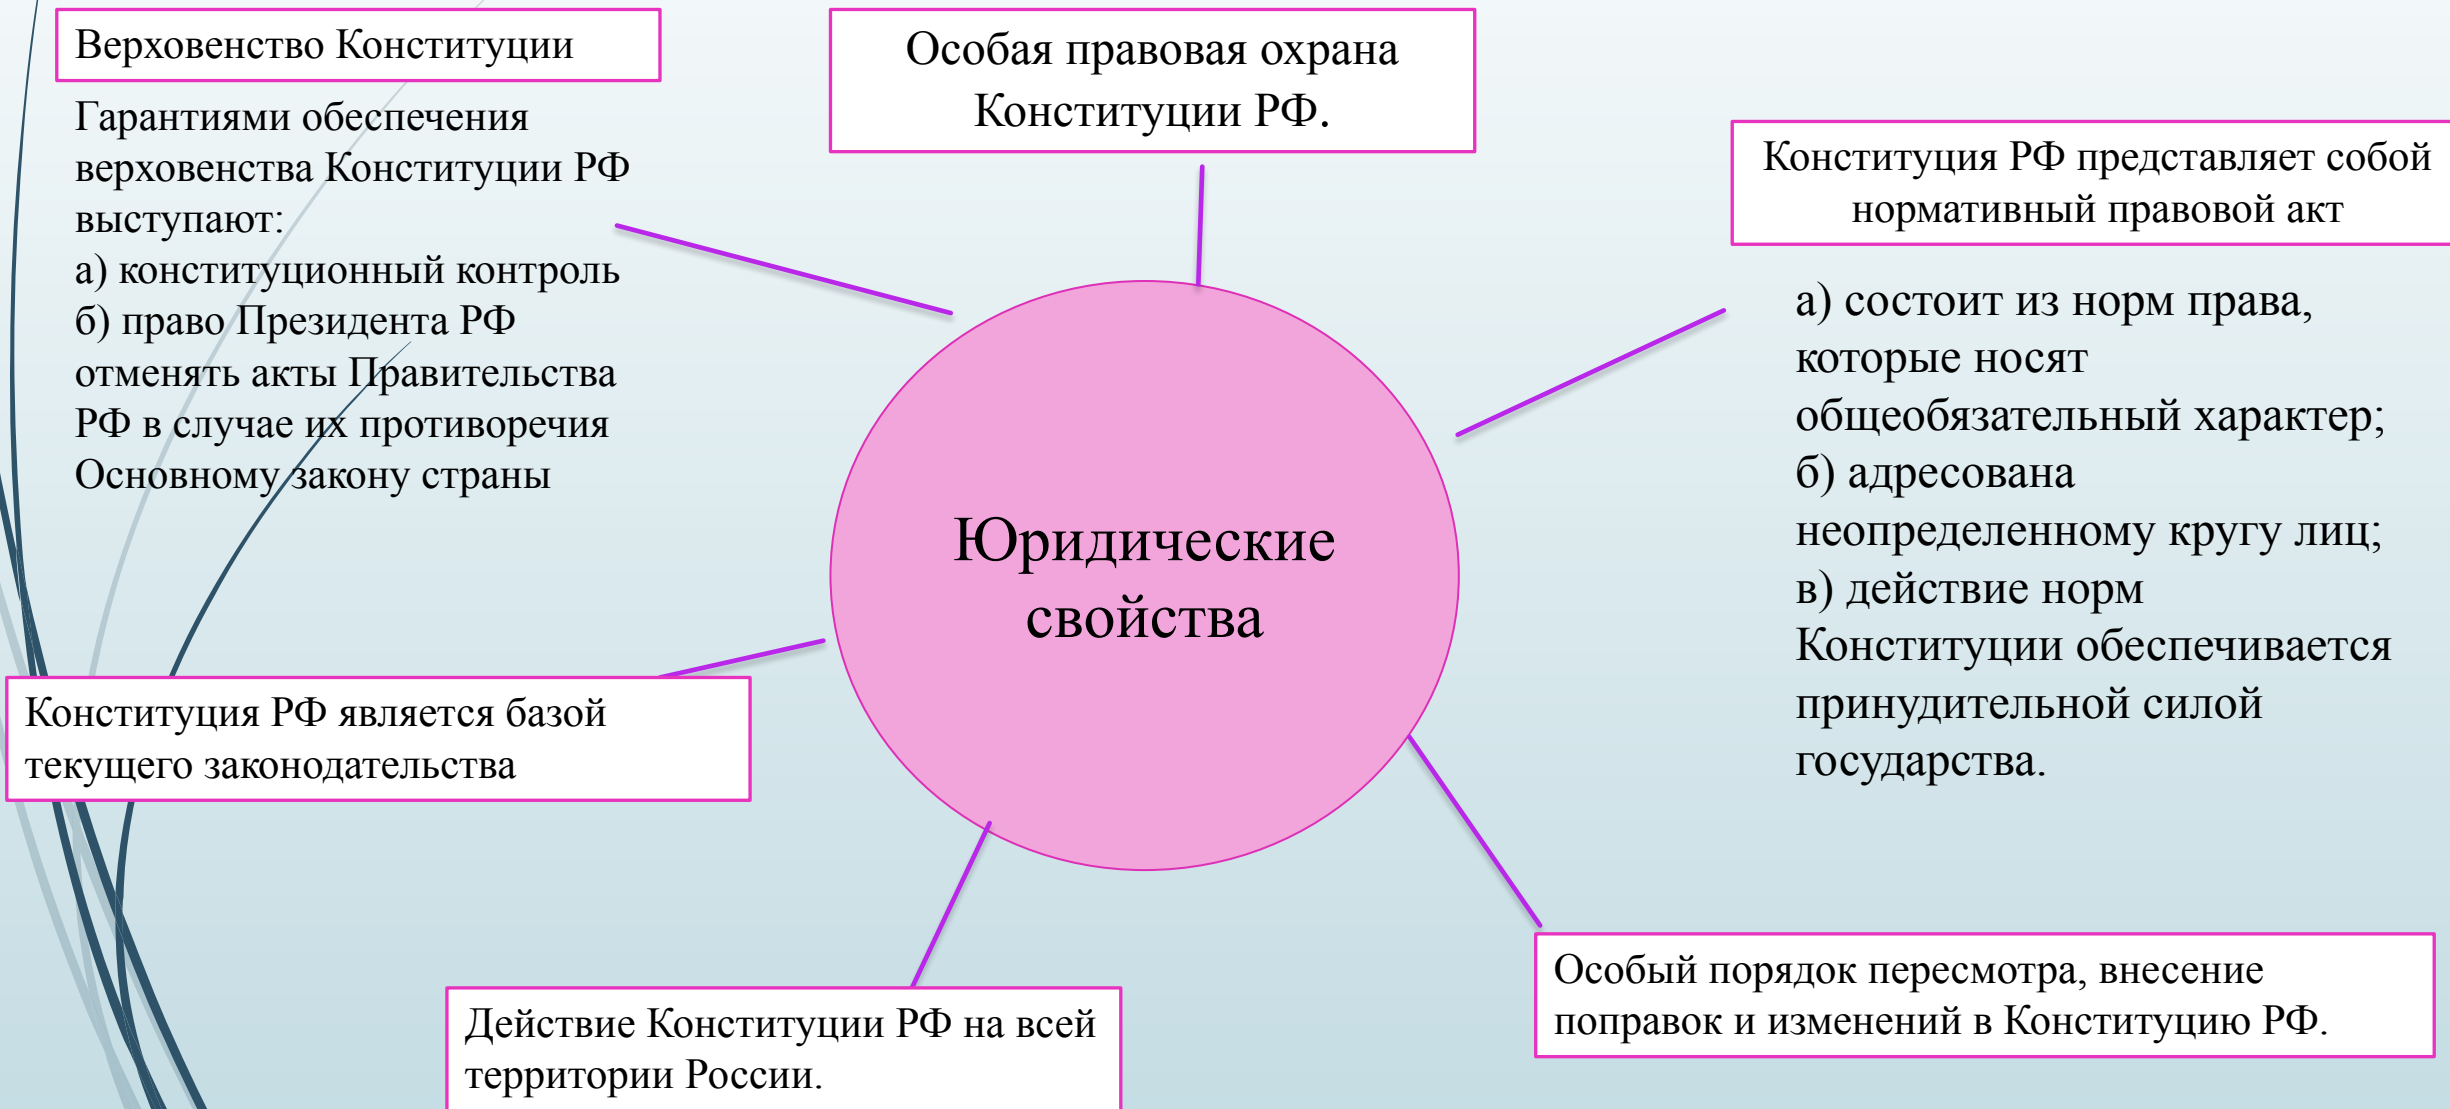 Верховенство Конституции
Гарантиями обеспечения
верховенства Конституции РФ
выступают:
а) конституционный контроль
б) право Президента РФ
отменять акты Правительства
РФ в случае их противоречия
Основному закону страны
Особая правовая охрана
Конституции РФ.
Конституция РФ представляет собой
нормативный правовой акт
а) состоит из норм права,
которые носят
общеобязательный характер;
б) адресована
неопределенному кругу лиц;
в) действие норм
Конституции обеспечивается
принудительной силой
государства.
Юридические
свойства
Конституция РФ является базой
текущего законодательства
Действие Конституции РФ на всей
территории России.
Особый порядок пересмотра, внесение
поправок и изменений в Конституцию РФ.